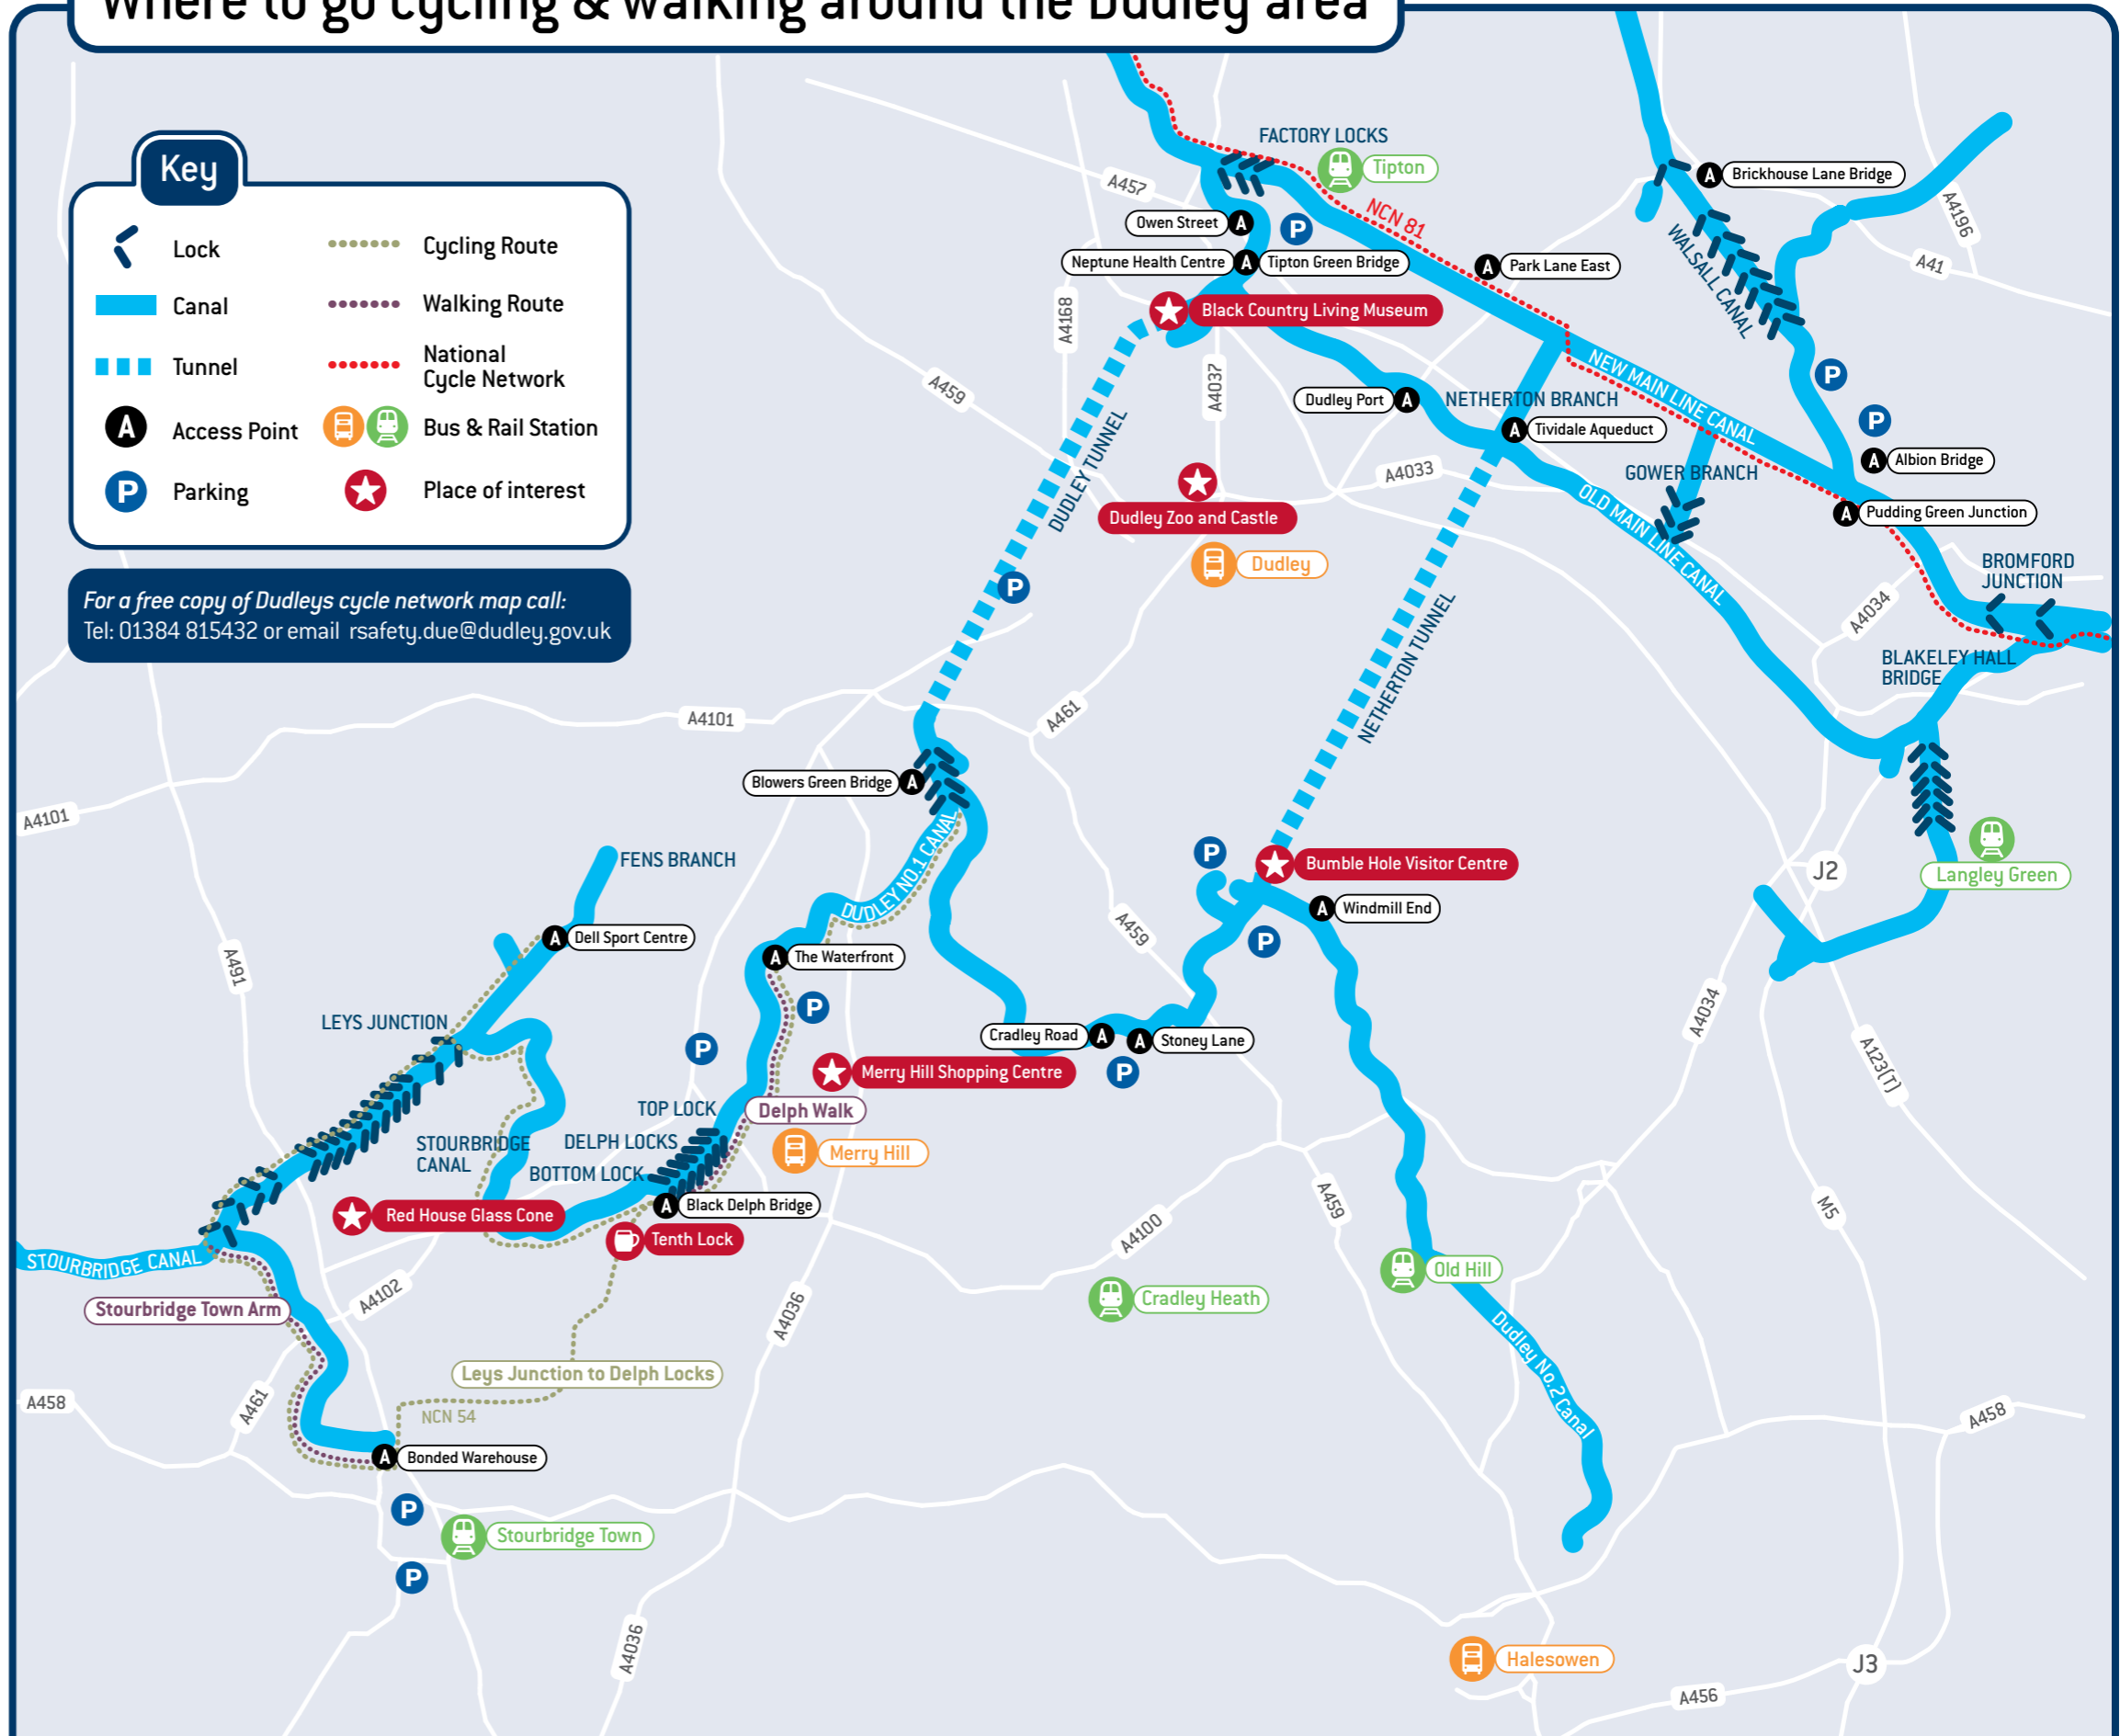 Where to go cycling & walking around the Dudley area
Key
Lock
Canal
Tunnel
A
Access Point
P
Parking
Cycling Route
Walking Route
National
Cycle Network
Bus & Rail Station
Place of interest
For a free copy of Dudleys cycle network map call:
Tel: 01384 815432 or email rsafety.due@dudley.gov.uk
FACTORY LOCKS
Tipton
A457
NCN 81
Owen Street
A
P
Neptune Health Centre
A
Tipton Green Bridge
A
Park Lane East
Black Country Living Museum
A4168
A4037
A459
A
Brickhouse Lane Bridge
WALSALL CANAL
A4196
A41
P
P
NEW MAIN LINE CANAL
Dudley Port
A
NETHERTON BRANCH
A
Tividale Aqueduct
A
Albion Bridge
GOWER BRANCH
A4033
OLD MAIN LINE CANAL
A
Pudding Green Junction
DUDLEY TUNNEL
Dudley Zoo and Castle
Dudley
P
BROMFORD
JUNCTION
A4034
BLAKELEY HALL
BRIDGE
NETHERTON TUNNEL
A4101
A461
A4101
Blowers Green Bridge
A
DUDLEY NO.1 CANAL
P
Bumble Hole Visitor Centre
J2
Langley Green
FENS BRANCH
A
Windmill End
A
Dell Sport Centre
A459
P
A491
A
The Waterfront
P
LEYS JUNCTION
P
Cradley Road
A
A
Stoney Lane
P
A4034
A123(T)
Merry Hill Shopping Centre
TOP LOCK
Delph Walk
STOURBRIDGE
CANAL
DELPH LOCKS
BOTTOM LOCK
Merry Hill
A
Black Delph Bridge
Red House Glass Cone
Tenth Lock
A459
M5
A4100
STOURBRIDGE CANAL
Old Hill
Cradley Heath
Stourbridge Town Arm
A4102
A4036
Dudley No.2 Canal
Leys Junction to Delph Locks
A458
A461
NCN 54
A458
A
Bonded Warehouse
P
Stourbridge Town
P
A4036
Halesowen
J3
A456